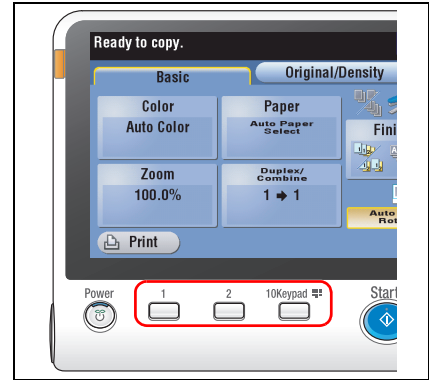 Ready to copy.
Basic
Original/Density
Color
Auto Color
Paper
Auto Paper
Select
Fini
Zoom
100.0%
Duplex/
Combine
1 → 1
Auto
Rot
Print
Power
1
2
10Keypad
Start